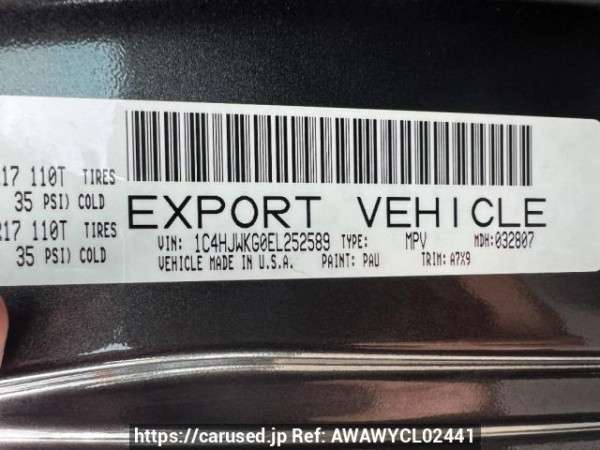 17 110T TIRES
35 PSI) COLD
R17 110T TIRES
35 PSI) COLD
EXPORT VEHICLE
VIN: 1C4HJWKG0EL252589 TYPE: MPV MDH:032807
VEHICLE MADE IN U.S.A. PAINT: PAU TRIM: A7X9
https://carused.jp Ref: AWAWYCL02441